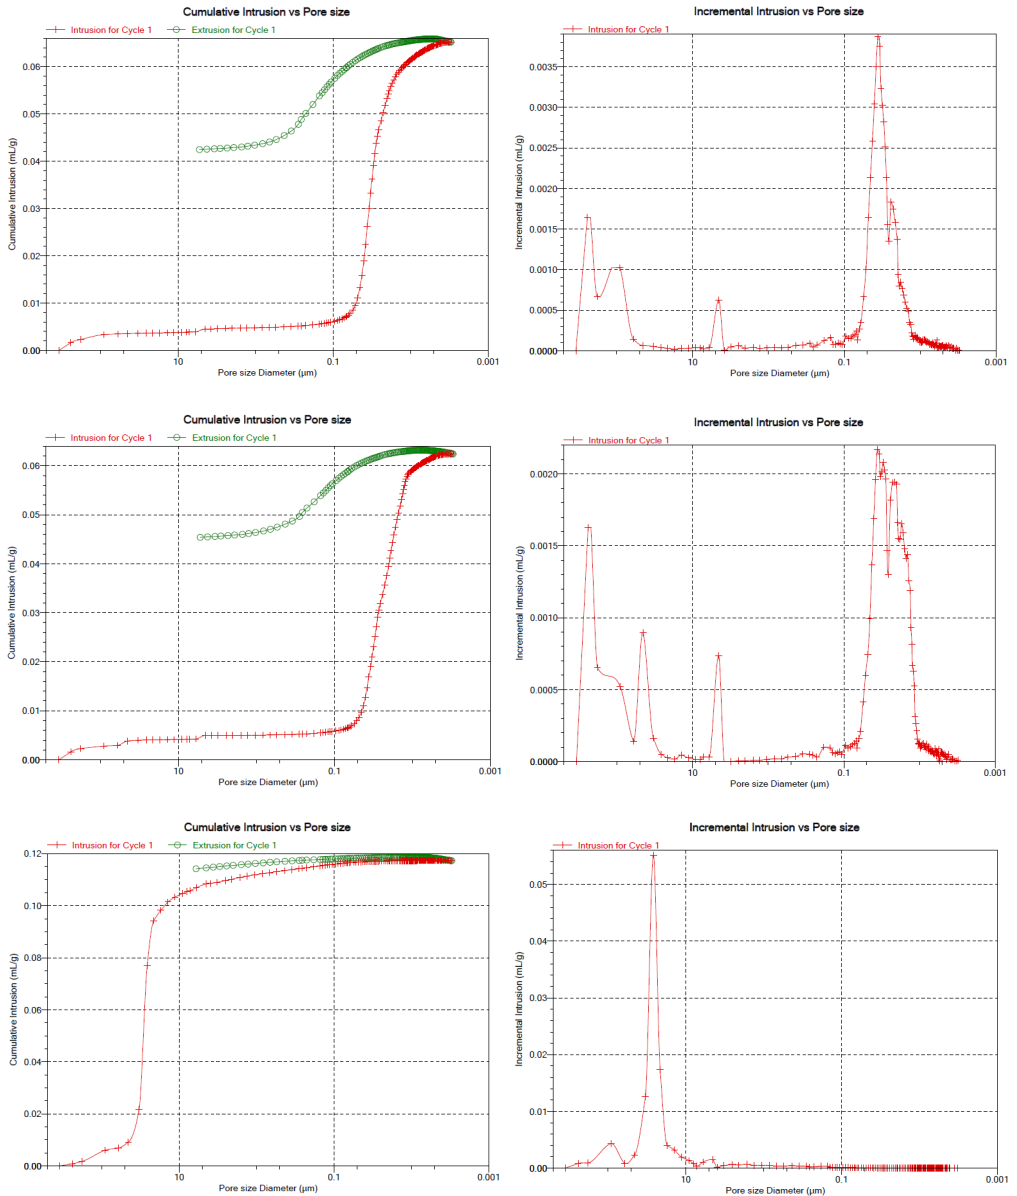 Cumulative Intrusion vs Pore size
Intrusion for Cycle 1
Extrusion for Cycle 1
Cumulative Intrusion (mL/g)
0.06
0.05
0.04
0.03
0.02
0.01
0.00
10
0.1
0.001
Pore size Diameter (µm)
Incremental Intrusion vs Pore size
Intrusion for Cycle 1
Incremental Intrusion (mL/g)
0.0035
0.0030
0.0025
0.0020
0.0015
0.0010
0.0005
0.0000
10
0.1
0.001
Pore size Diameter (µm)
Cumulative Intrusion vs Pore size
Intrusion for Cycle 1
Extrusion for Cycle 1
Cumulative Intrusion (mL/g)
0.06
0.05
0.04
0.03
0.02
0.01
0.00
10
0.1
0.001
Pore size Diameter (µm)
Incremental Intrusion vs Pore size
Intrusion for Cycle 1
Incremental Intrusion (mL/g)
0.0020
0.0015
0.0010
0.0005
0.0000
10
0.1
0.001
Pore size Diameter (µm)
Cumulative Intrusion vs Pore size
Intrusion for Cycle 1
Extrusion for Cycle 1
Cumulative Intrusion (mL/g)
0.12
0.10
0.08
0.06
0.04
0.02
0.00
10
0.1
0.001
Pore size Diameter (µm)
Incremental Intrusion vs Pore size
Intrusion for Cycle 1
Incremental Intrusion (mL/g)
0.05
0.04
0.03
0.02
0.01
0.00
10
0.1
0.001
Pore size Diameter (µm)